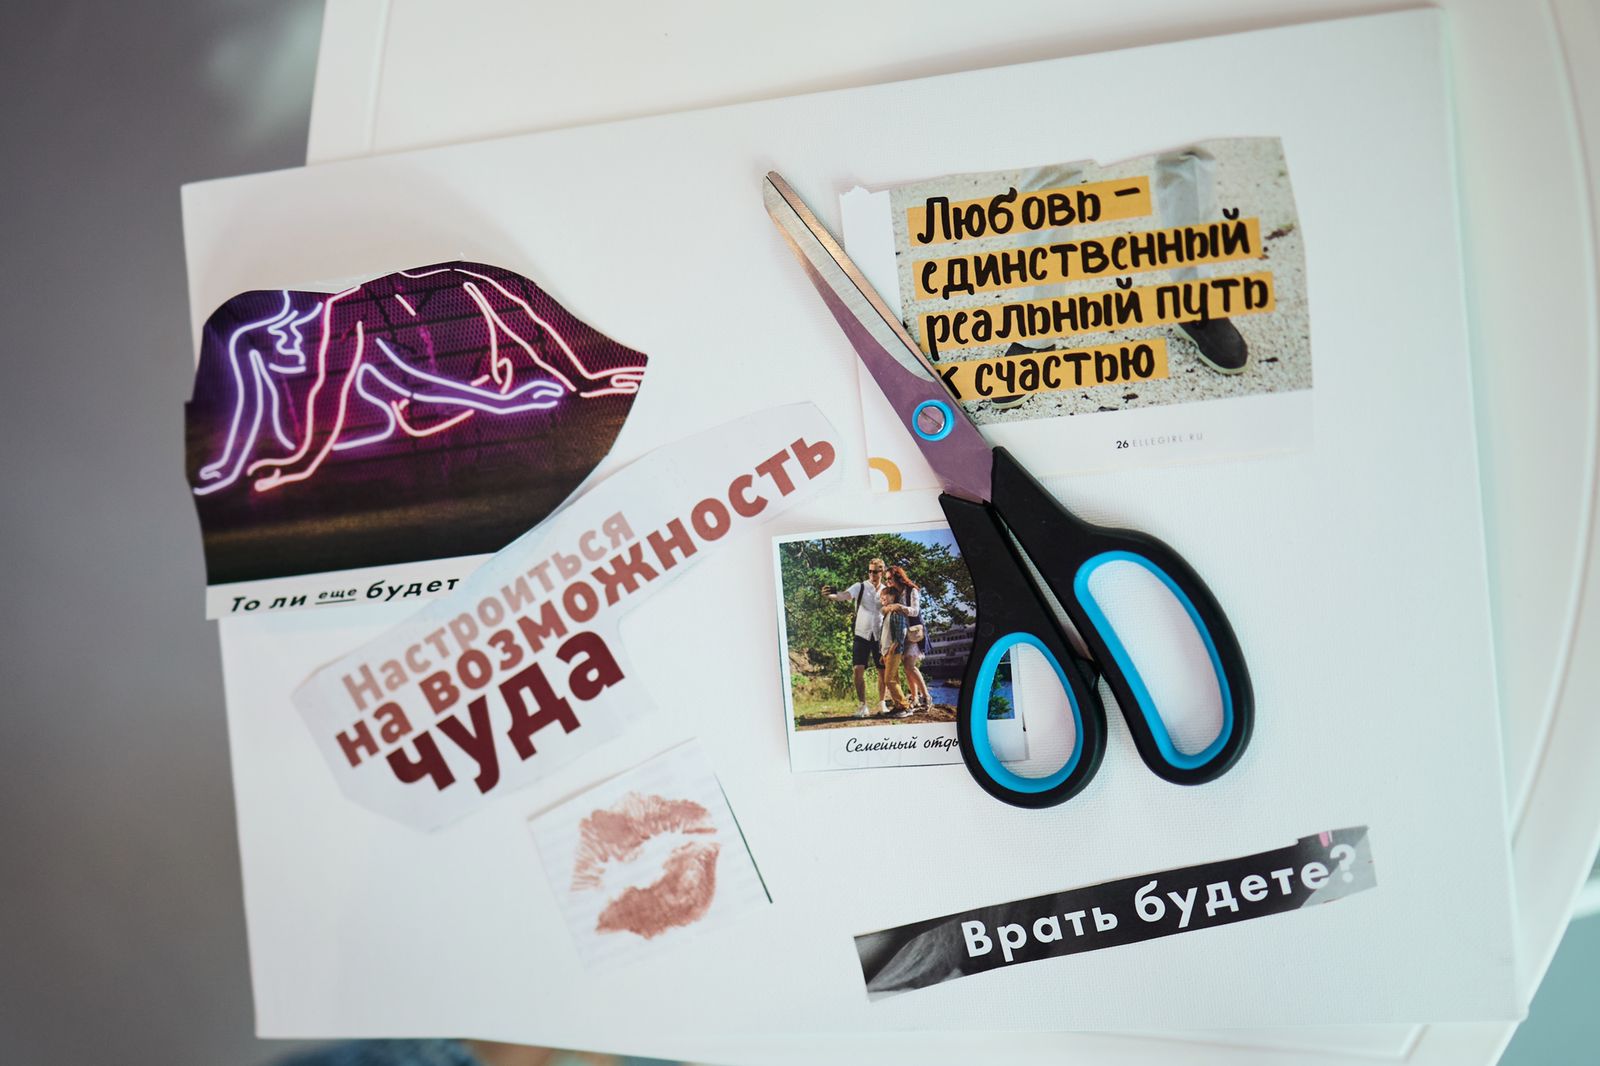 Любовь –
единственный
реальный путь
к счастью
26 ELLEGIRL.RU
То ли еще будет
Настроиться
на возможность
чуда
Семейный
Врать будете?